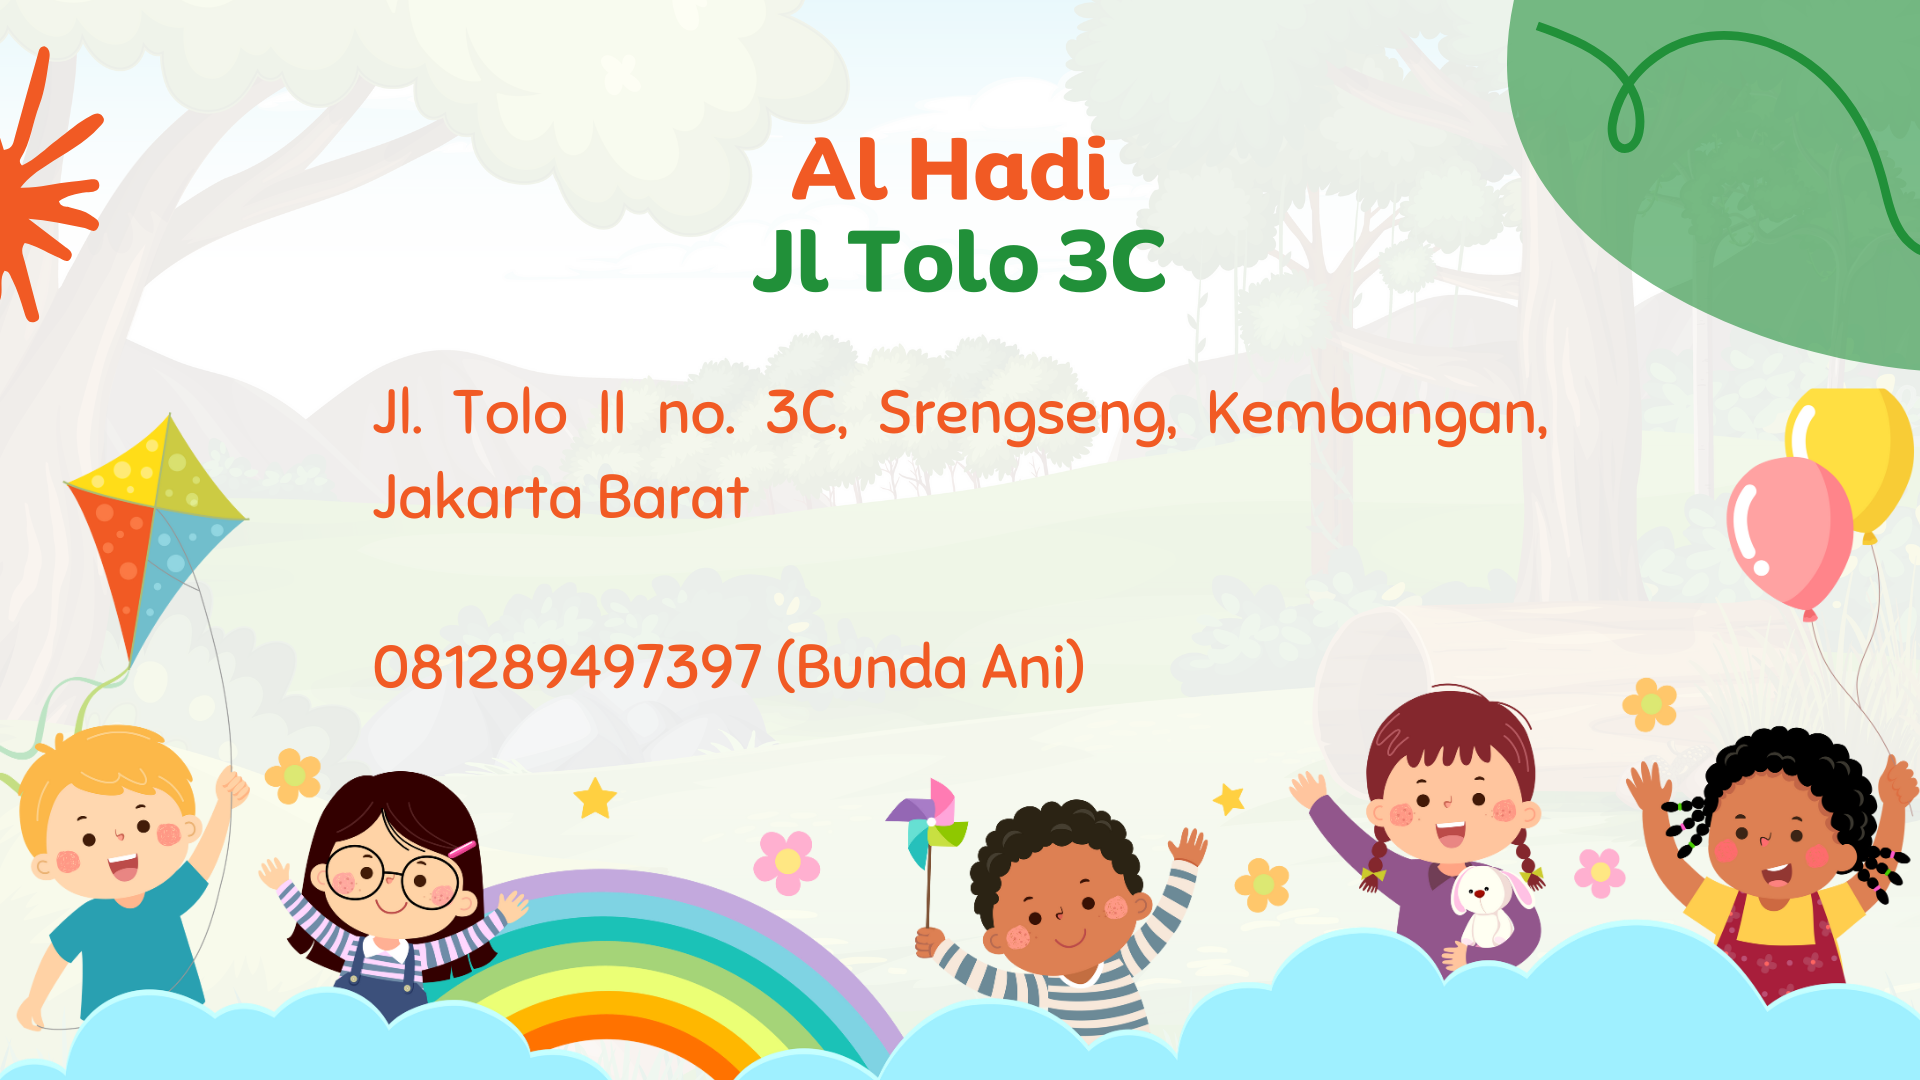 Al Hadi
Jl Tolo 3C
Jl. Tolo II no. 3C, Srengseng, Kembangan,
Jakarta Barat
081289497397 (Bunda Ani)